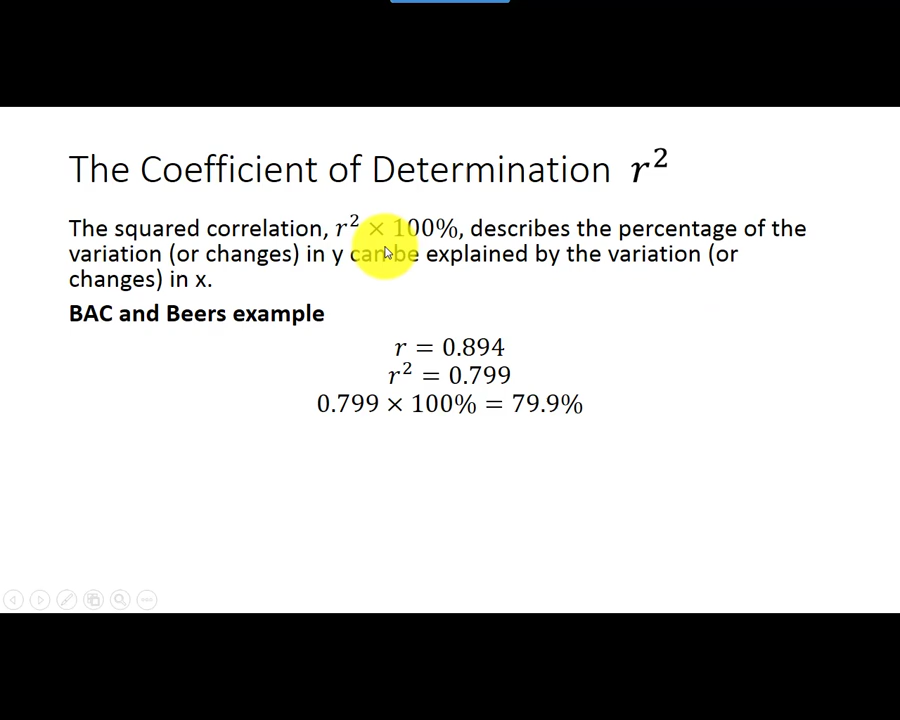 The Coefficient of Determination r²
The squared correlation, r² × 100%, describes the percentage of the
variation (or changes) in y can be explained by the variation (or
changes) in x.
BAC and Beers example
r = 0.894
r² = 0.799
0.799 × 100% = 79.9%